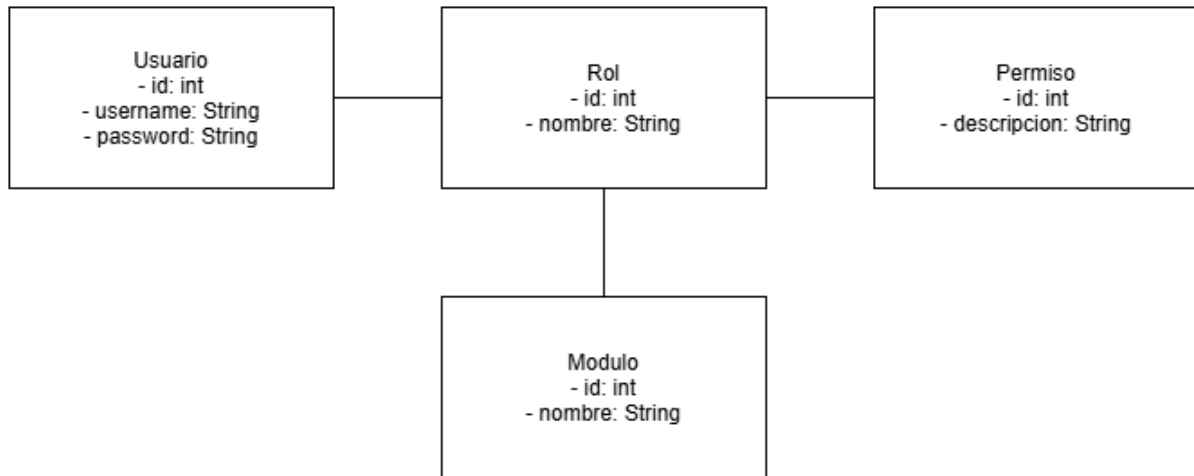 Usuario
- id: int
- username: String
- password: String
Rol
- id: int
- nombre: String
Permiso
- id: int
- descripcion: String
Modulo
- id: int
- nombre: String